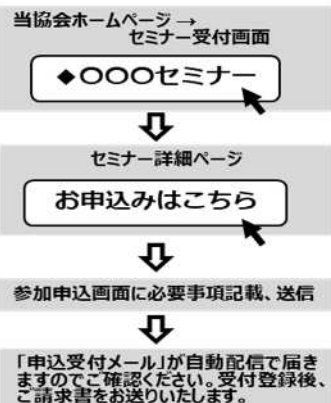 当協会ホームページ→
セミナー受付画面
◆〇〇〇セミナー
セミナー詳細ページ
お申込みはこちら
参加申込画面に必要事項記載、送信
「申込受付メール」が自動配信で届き
ますのでご確認ください。受付登録後、
ご請求書をお送りいたします。